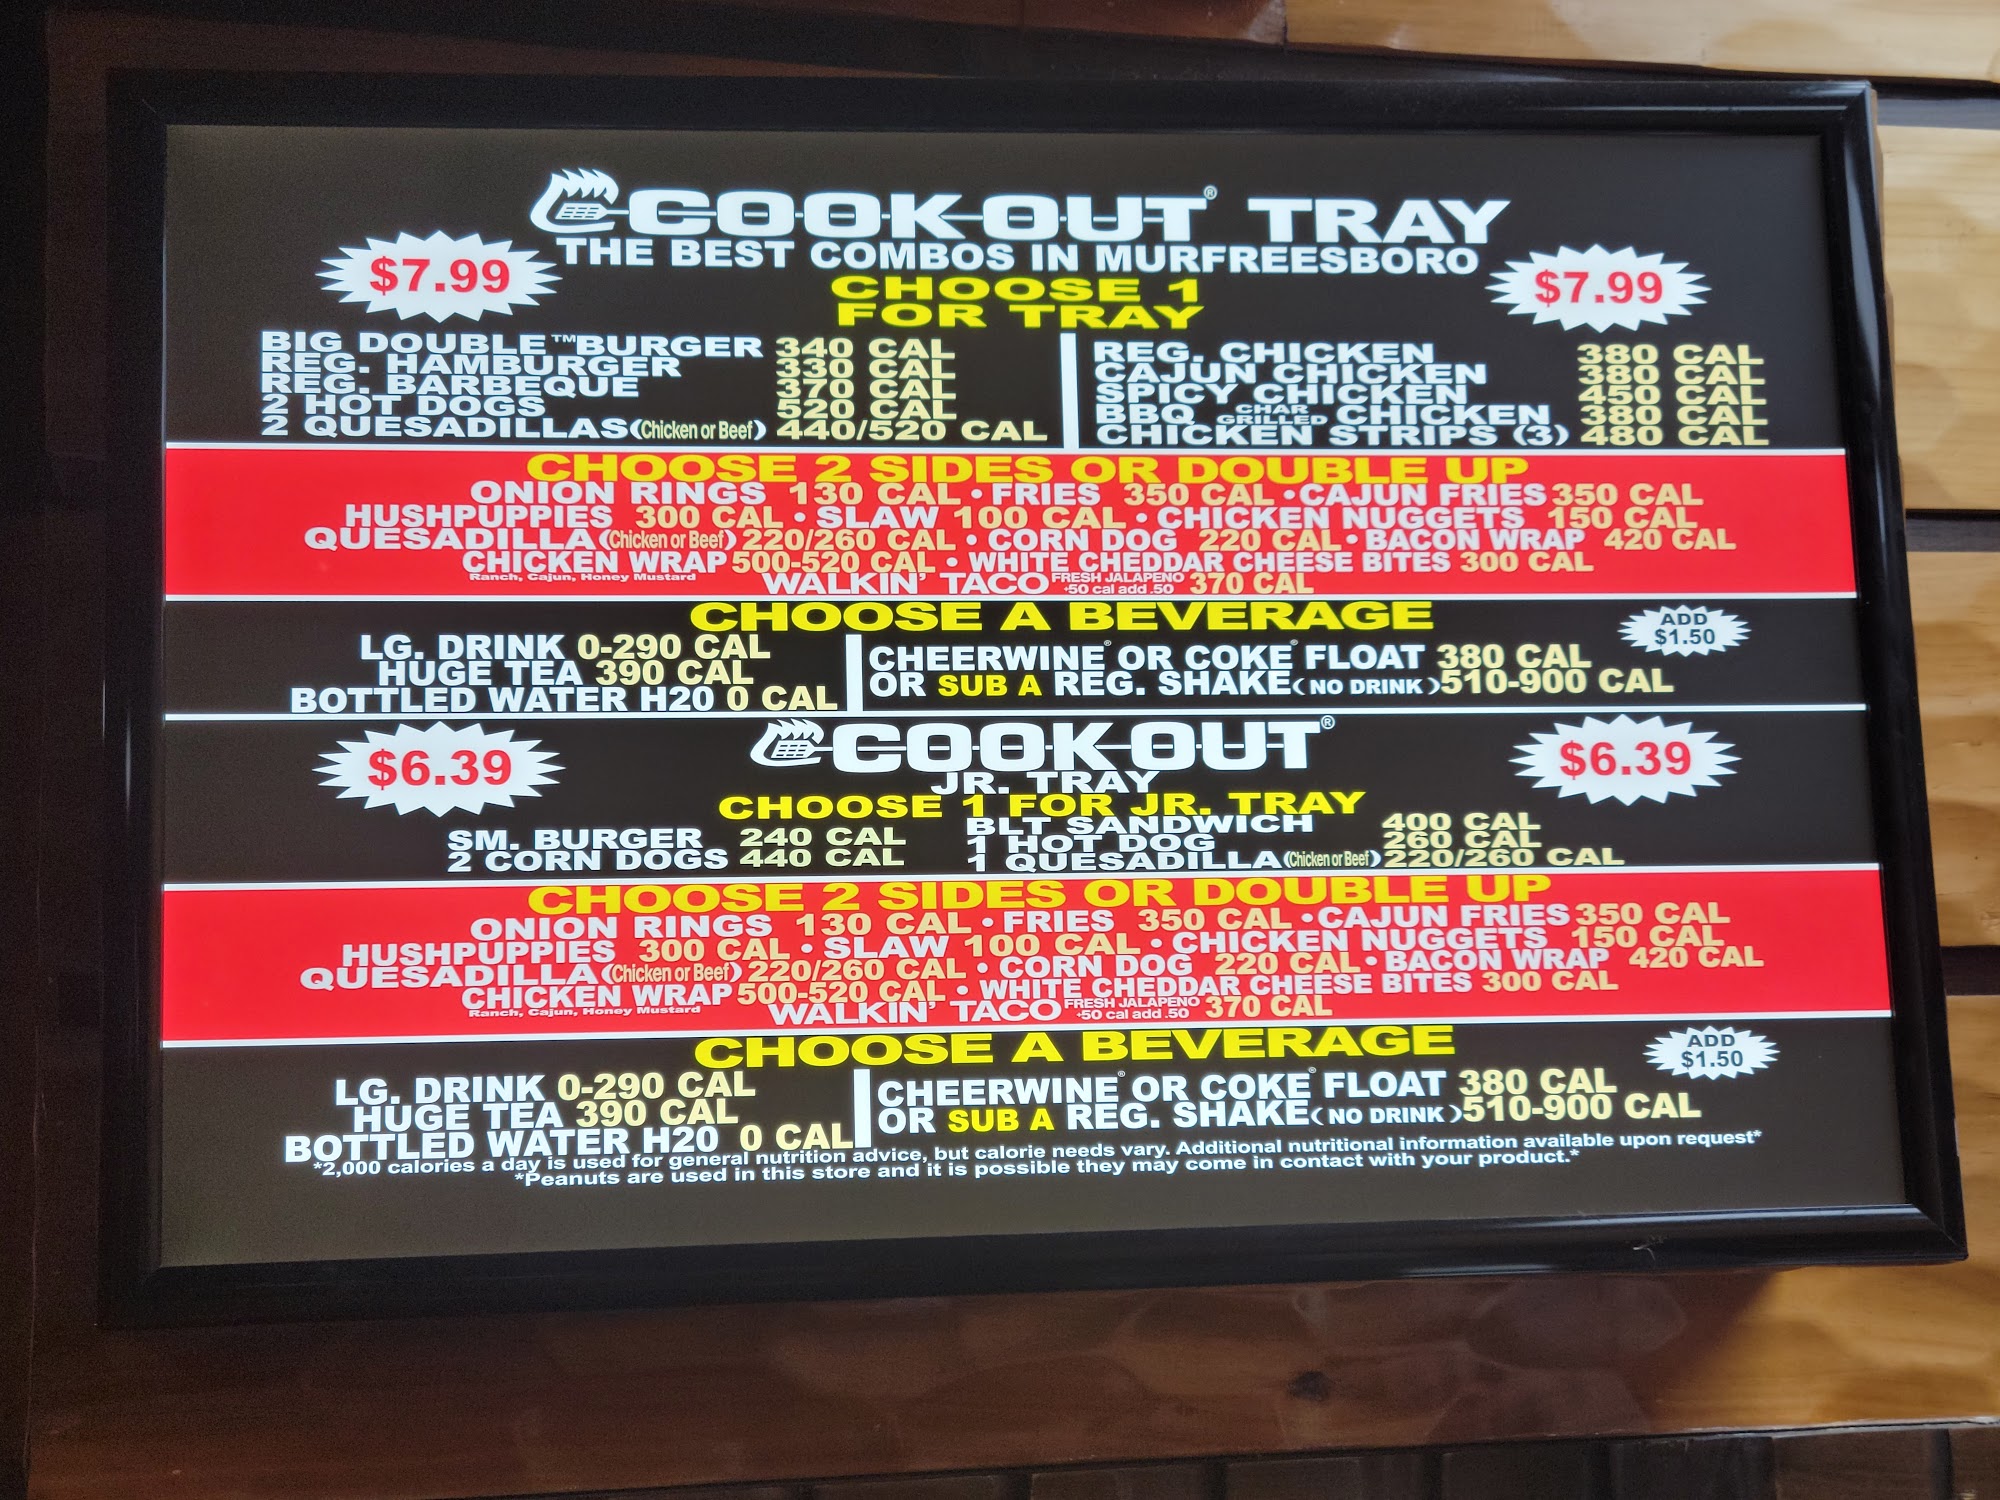 COOK-OUT® TRAY
THE BEST COMBOS IN MURFREESBORO
$7.99
$7.99
CHOOSE 1
FOR TRAY
BIG DOUBLE™BURGER 340 CAL
REG. HAMBURGER 330 CAL
REG. BARBEQUE 370 CAL
2 HOT DOGS 520 CAL
2 QUESADILLAS (Chicken or Beef) 440/520 CAL
REG. CHICKEN 380 CAL
CAJUN CHICKEN 380 CAL
SPICY CHICKEN 450 CAL
BBQ CHAR GRILLED CHICKEN 380 CAL
CHICKEN STRIPS (3) 480 CAL
CHOOSE 2 SIDES OR DOUBLE UP
ONION RINGS 130 CAL • FRIES 350 CAL • CAJUN FRIES 350 CAL
HUSHPUPPIES 300 CAL • SLAW 100 CAL • CHICKEN NUGGETS 150 CAL
QUESADILLA (Chicken or Beef) 220/260 CAL • CORN DOG 220 CAL • BACON WRAP 420 CAL
CHICKEN WRAP 500-520 CAL • WHITE CHEDDAR CHEESE BITES 300 CAL
Ranch, Cajun, Honey Mustard
WALKIN' TACO FRESH JALAPENO +50 cal add .50 370 CAL
CHOOSE A BEVERAGE
ADD
$1.50
LG. DRINK 0-290 CAL
HUGE TEA 390 CAL
BOTTLED WATER H20 0 CAL
CHEERWINE® OR COKE® FLOAT 380 CAL
OR SUB A REG. SHAKE (NO DRINK) 510-900 CAL
COOK-OUT®
JR. TRAY
$6.39
$6.39
CHOOSE 1 FOR JR. TRAY
SM. BURGER 240 CAL
2 CORN DOGS 440 CAL
BLT SANDWICH 400 CAL
1 HOT DOG 260 CAL
1 QUESADILLA (Chicken or Beef) 220/260 CAL
CHOOSE 2 SIDES OR DOUBLE UP
ONION RINGS 130 CAL • FRIES 350 CAL • CAJUN FRIES 350 CAL
HUSHPUPPIES 300 CAL • SLAW 100 CAL • CHICKEN NUGGETS 150 CAL
QUESADILLA (Chicken or Beef) 220/260 CAL • CORN DOG 220 CAL • BACON WRAP 420 CAL
CHICKEN WRAP 500-520 CAL • WHITE CHEDDAR CHEESE BITES 300 CAL
Ranch, Cajun, Honey Mustard
WALKIN' TACO FRESH JALAPENO +50 cal add .50 370 CAL
CHOOSE A BEVERAGE
ADD
$1.50
LG. DRINK 0-290 CAL
HUGE TEA 390 CAL
BOTTLED WATER H20 0 CAL
CHEERWINE® OR COKE® FLOAT 380 CAL
OR SUB A REG. SHAKE (NO DRINK) 510-900 CAL
*2,000 calories a day is used for general nutrition advice, but calorie needs vary. Additional nutritional information available upon request*
*Peanuts are used in this store and it is possible they may come in contact with your product.*